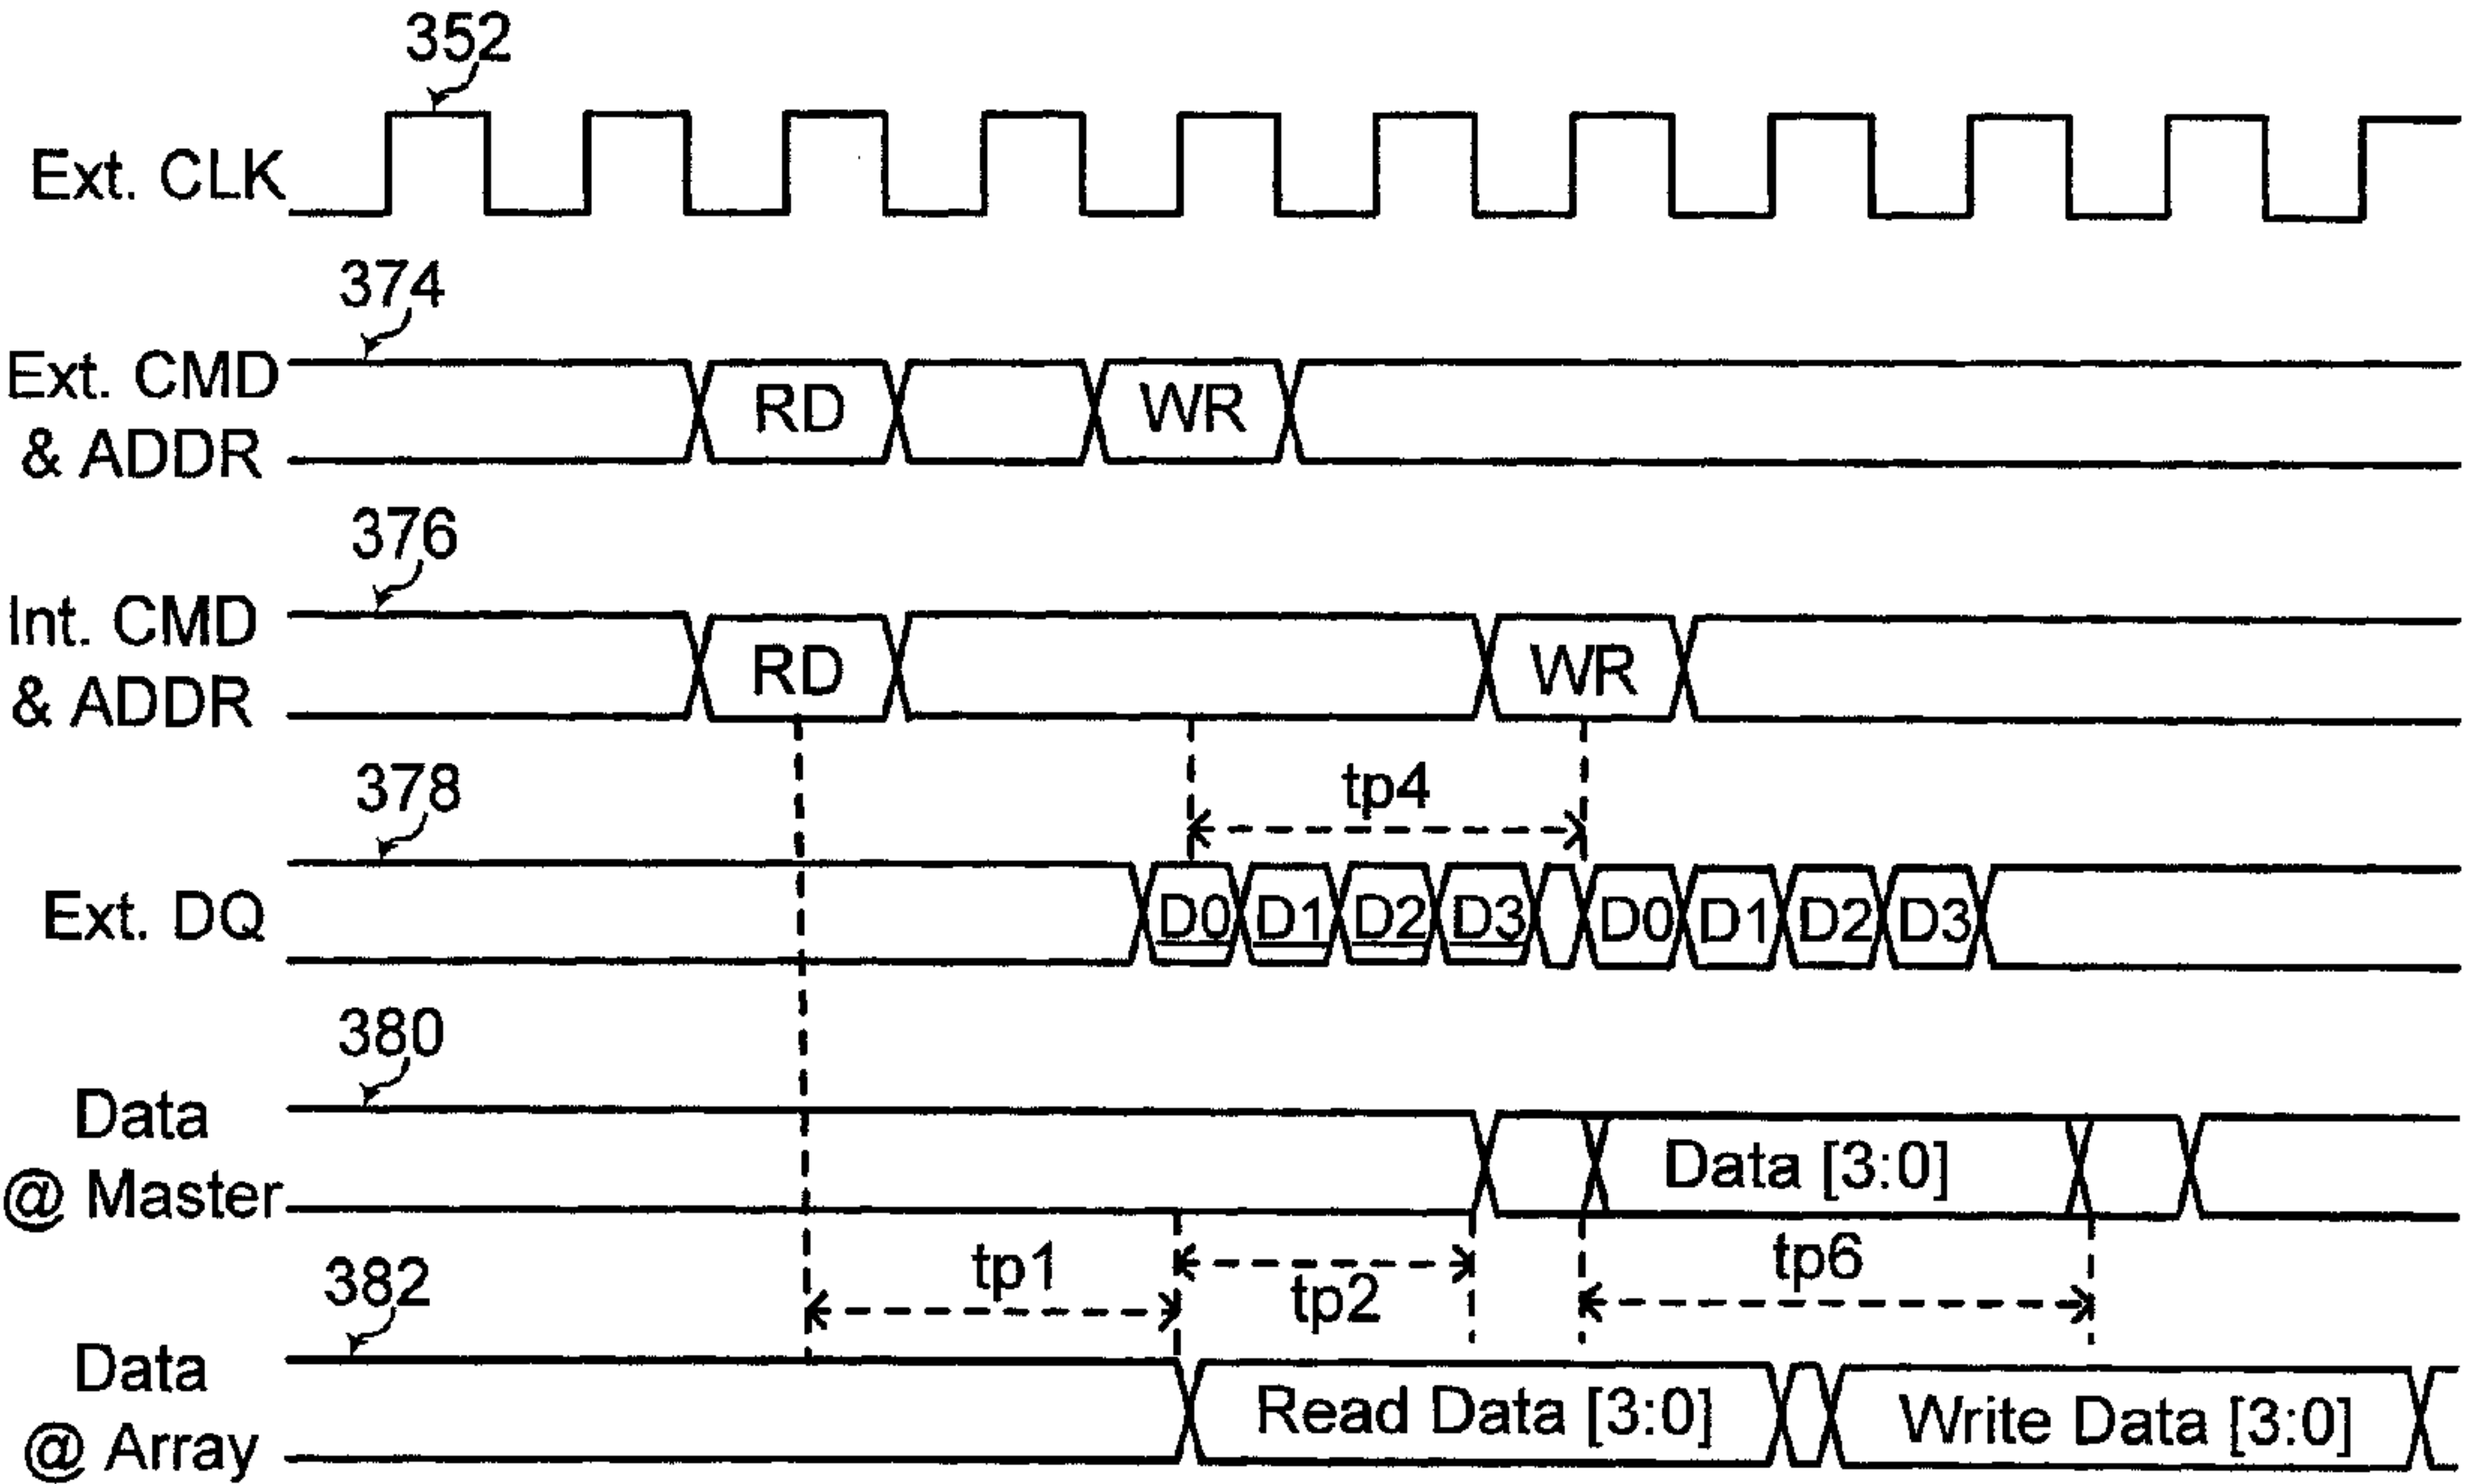 352
Ext. CLK
374
Ext. CMD
& ADDR
RD
WR
376
Int. CMD
& ADDR
RD
WR
378
tp4
Ext. DQ
D0 D1 D2 D3 D0 D1 D2 D3
380
Data
@ Master
Data [3:0]
tp1
tp2
tp6
382
Data
@ Array
Read Data [3:0]
Write Data [3:0]